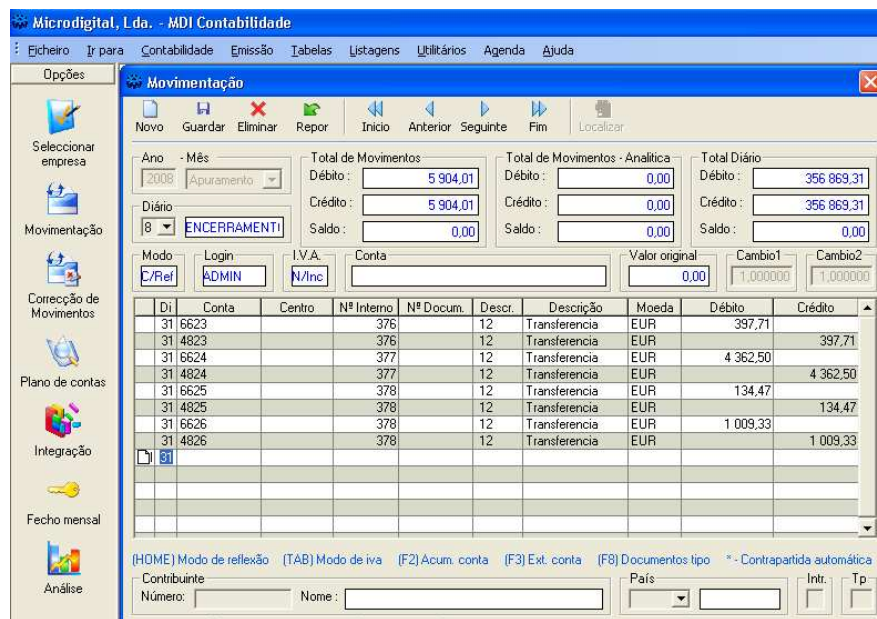 Microdigital, Lda. - MDI Contabilidade
Ficheiro Ir para Contabilidade Emissão Tabelas Listagens Utilitários Agenda Ajuda
Opções
Movimentação
Novo Guardar Eliminar Repor Inicio Anterior Seguinte Fim Localizar
Seleccionar empresa
Movimentação
Correcção de Movimentos
Plano de contas
Integração
Fecho mensal
Análise
Ano - Mês
2008 Apuramento
Diário
8 ENCERRAMENTO
Total de Movimentos
Débito : 5 904,01
Crédito : 5 904,01
Saldo : 0,00
Total de Movimentos - Analitica
Débito : 0,00
Crédito : 0,00
Saldo : 0,00
Total Diário
Débito : 356 869,31
Crédito : 356 869,31
Saldo : 0,00
Modo Login I.V.A. Conta Valor original Cambio1 Cambio2
C/Ref ADMIN N/Inc 0,00 1,000000 1,000000
Di Conta Centro Nº Interno Nº Docum. Descr. Descrição Moeda Débito Crédito
31 6623 376 12 Transferencia EUR 397,71
31 4823 376 12 Transferencia EUR 397,71
31 6624 377 12 Transferencia EUR 4 362,50
31 4824 377 12 Transferencia EUR 4 362,50
31 6625 378 12 Transferencia EUR 134,47
31 4825 378 12 Transferencia EUR 134,47
31 6626 378 12 Transferencia EUR 1 009,33
31 4826 378 12 Transferencia EUR 1 009,33
31
(HOME) Modo de reflexão (TAB) Modo de iva (F2) Acum. conta (F3) Ext. conta (F8) Documentos tipo * - Contrapartida automática
Contribuinte País Intr. Tp
Número: Nome :